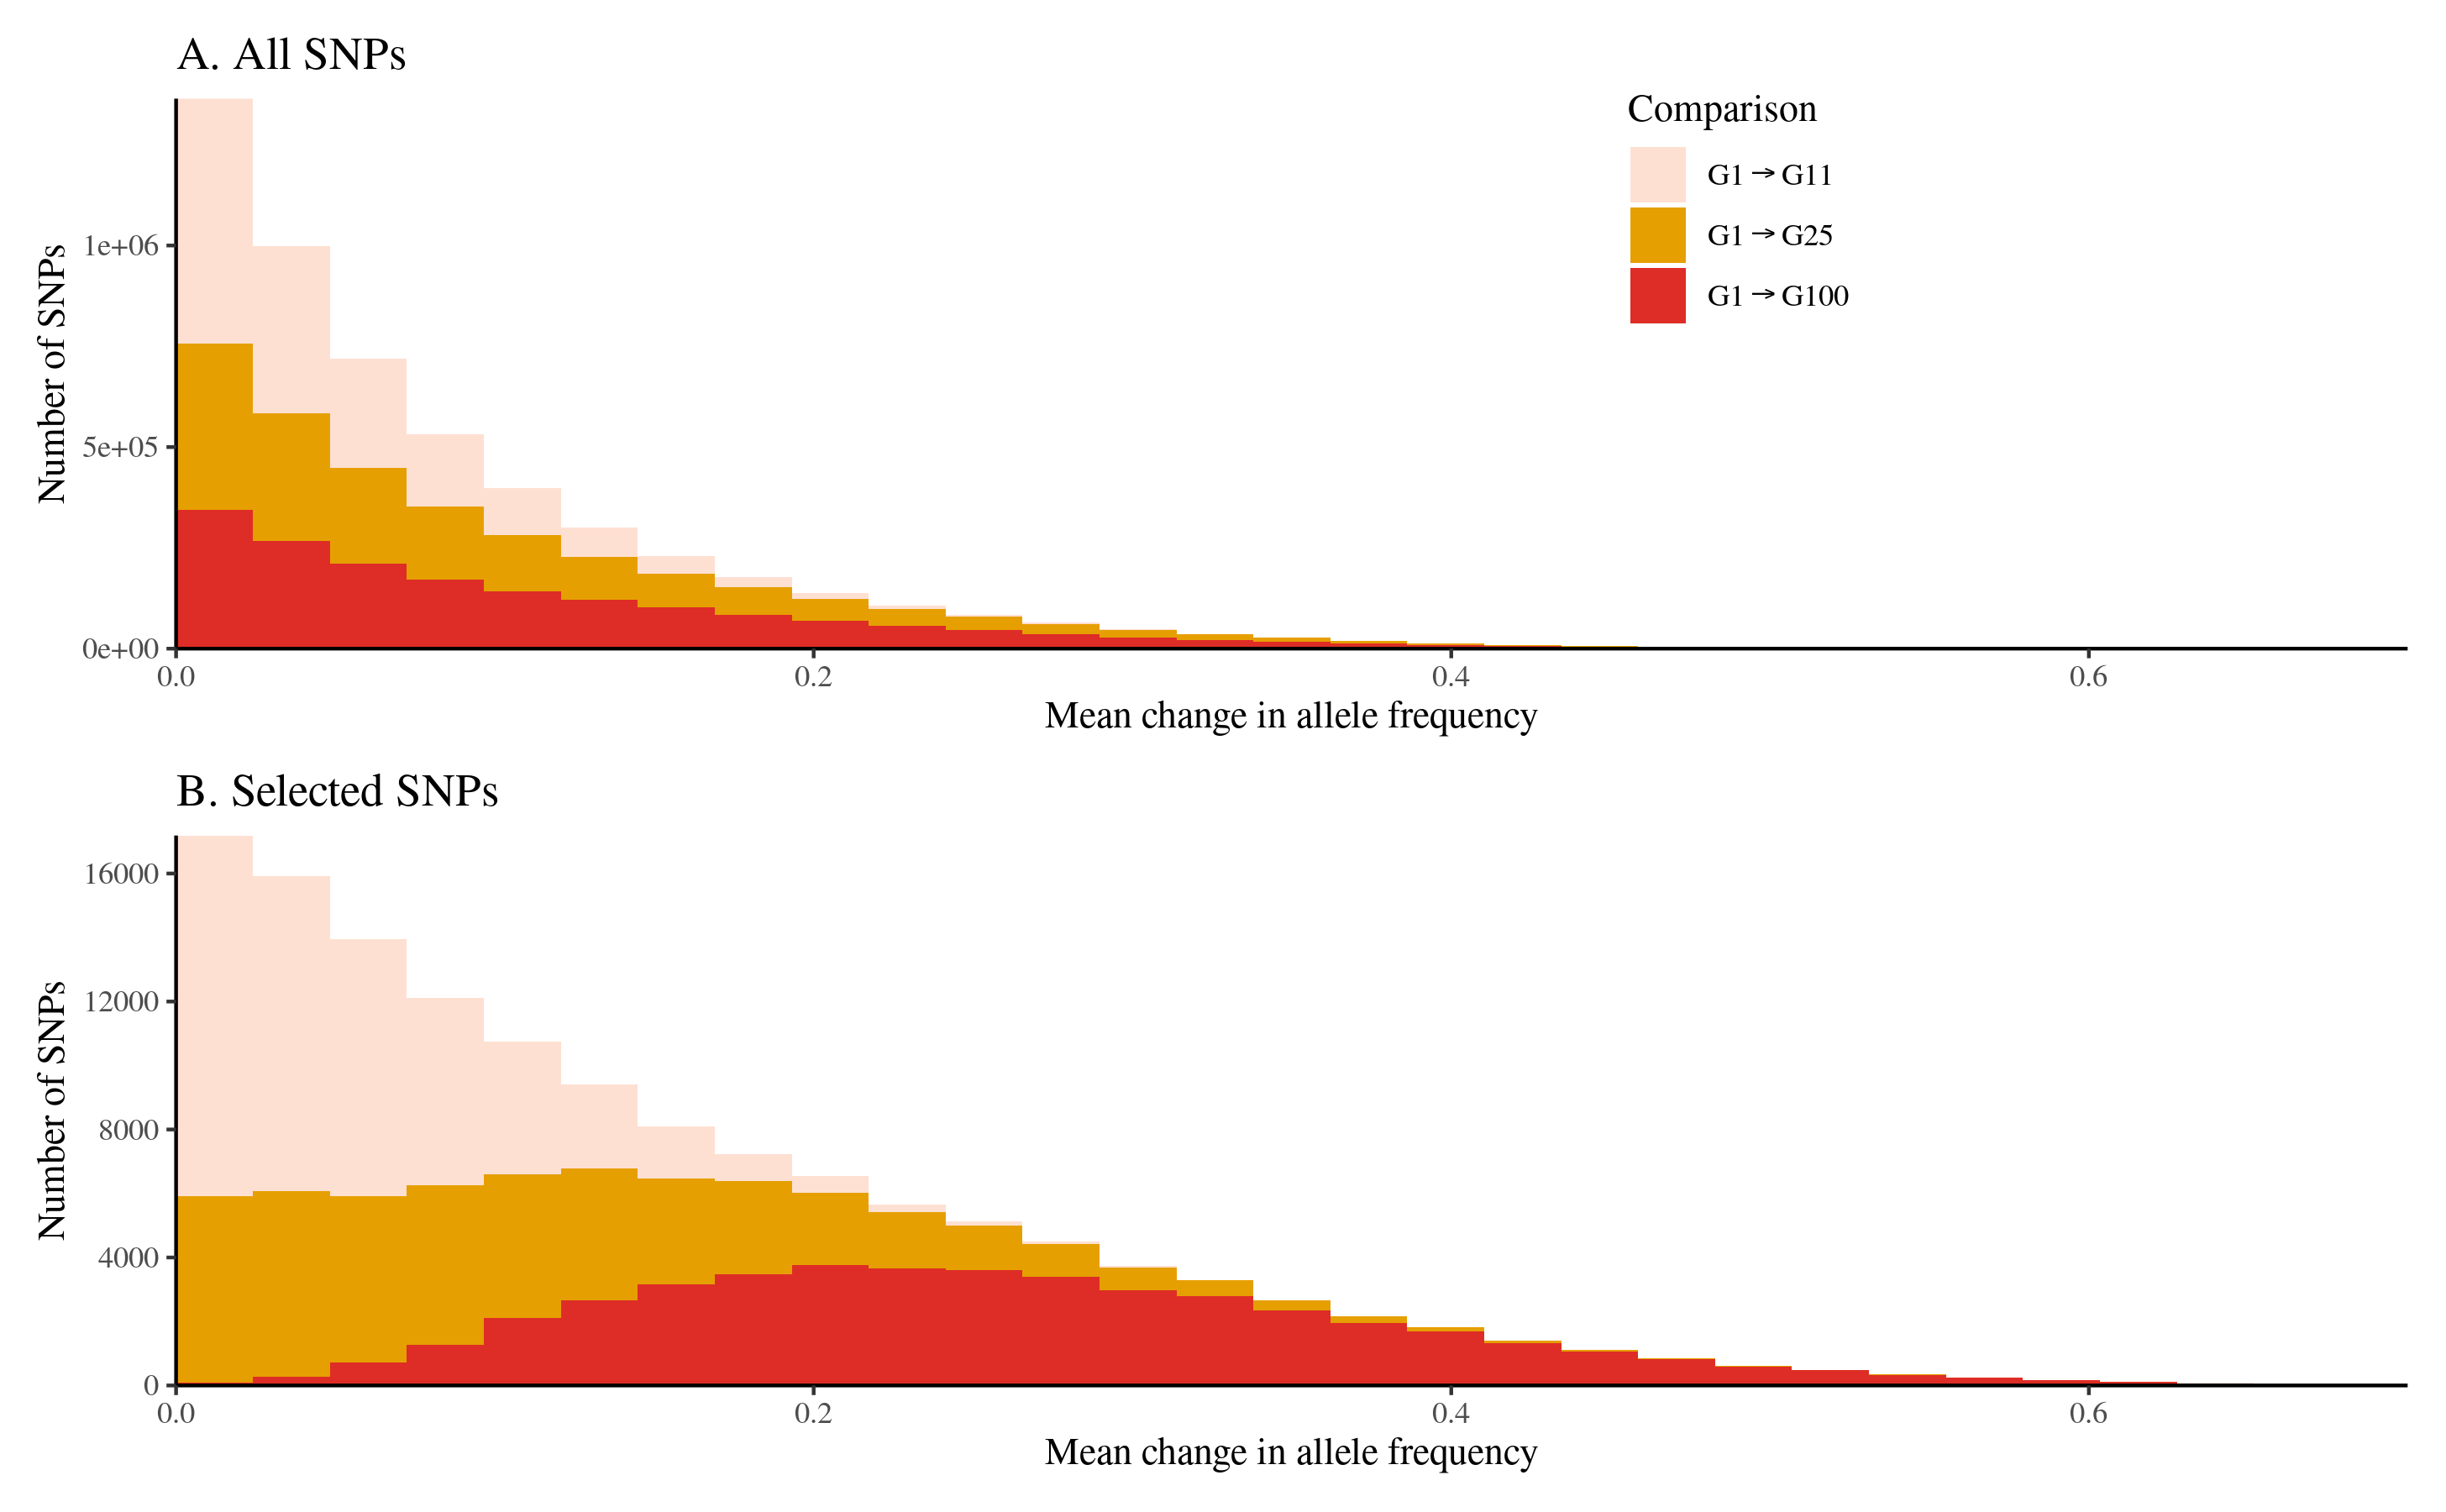 A. All SNPs
Comparison
G1 → G11
G1 → G25
G1 → G100
Number of SNPs
1e+06
5e+05
0e+00
0.0 0.2 0.4 0.6
Mean change in allele frequency
B. Selected SNPs
Number of SNPs
16000
12000
8000
4000
0
0.0 0.2 0.4 0.6
Mean change in allele frequency